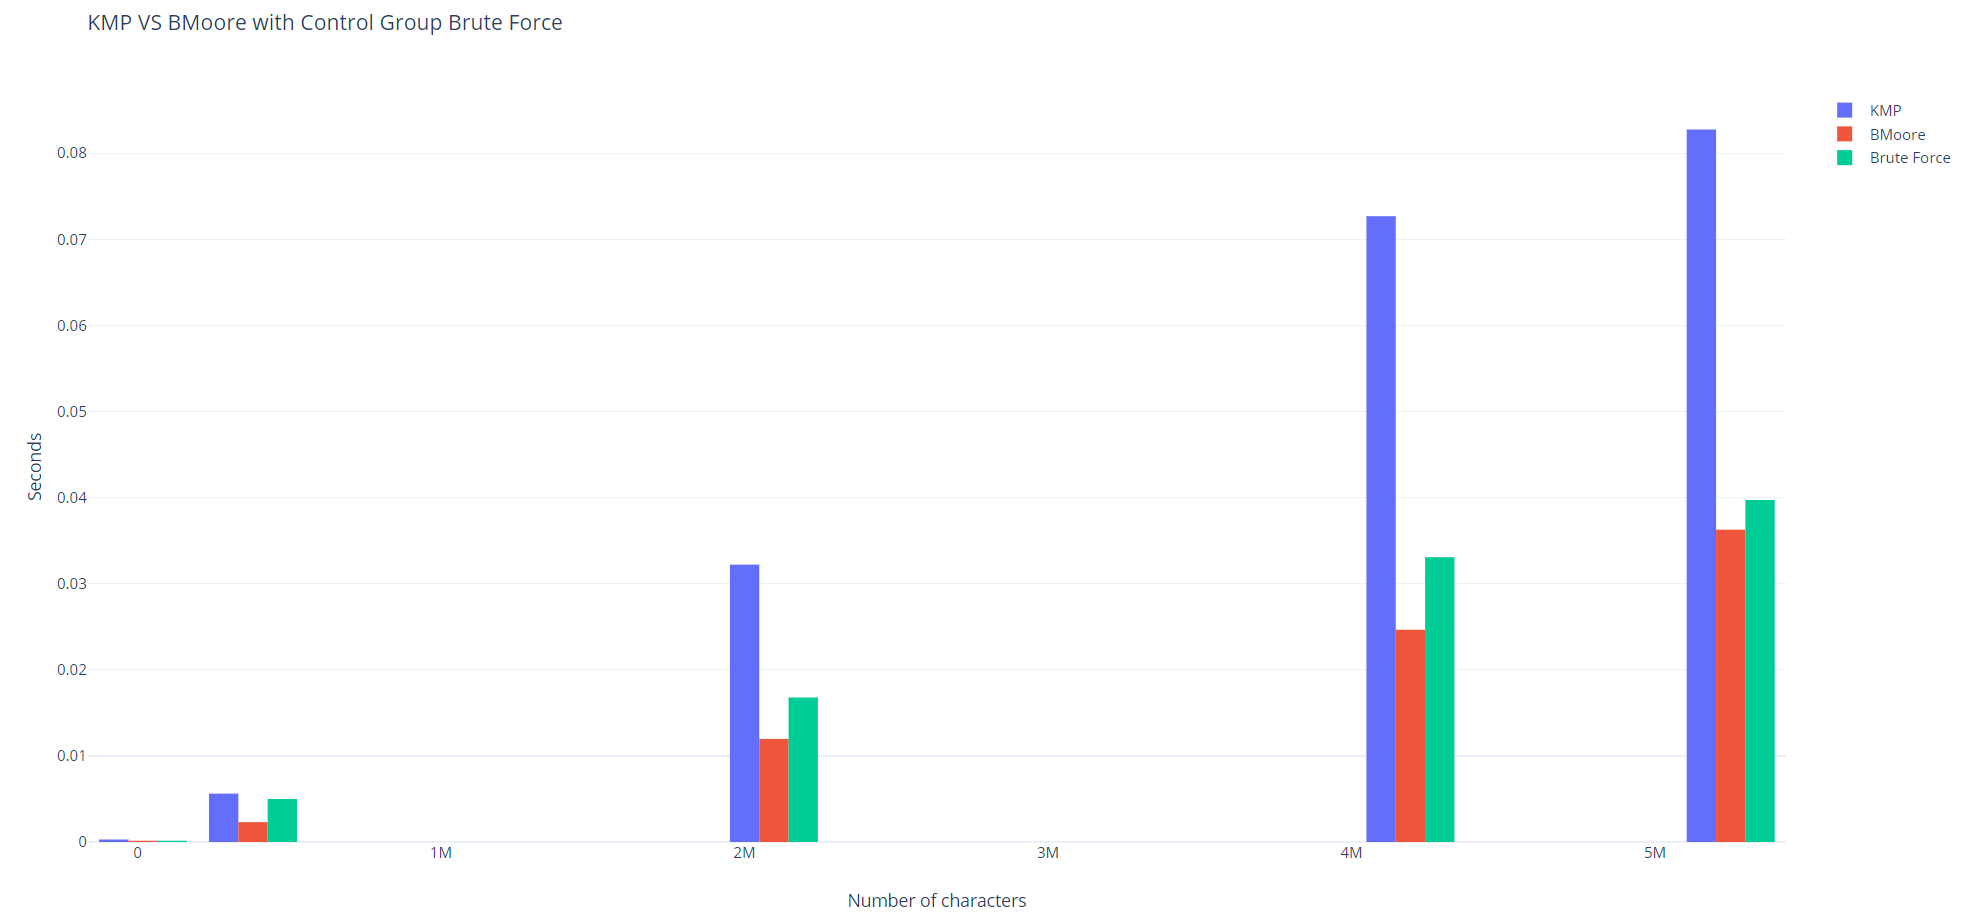 KMP VS BMoore with Control Group Brute Force
KMP
BMoore
Brute Force
0.08
0.07
0.06
0.05
0.04
0.03
0.02
0.01
0
Seconds
0
1M
2M
3M
4M
5M
Number of characters